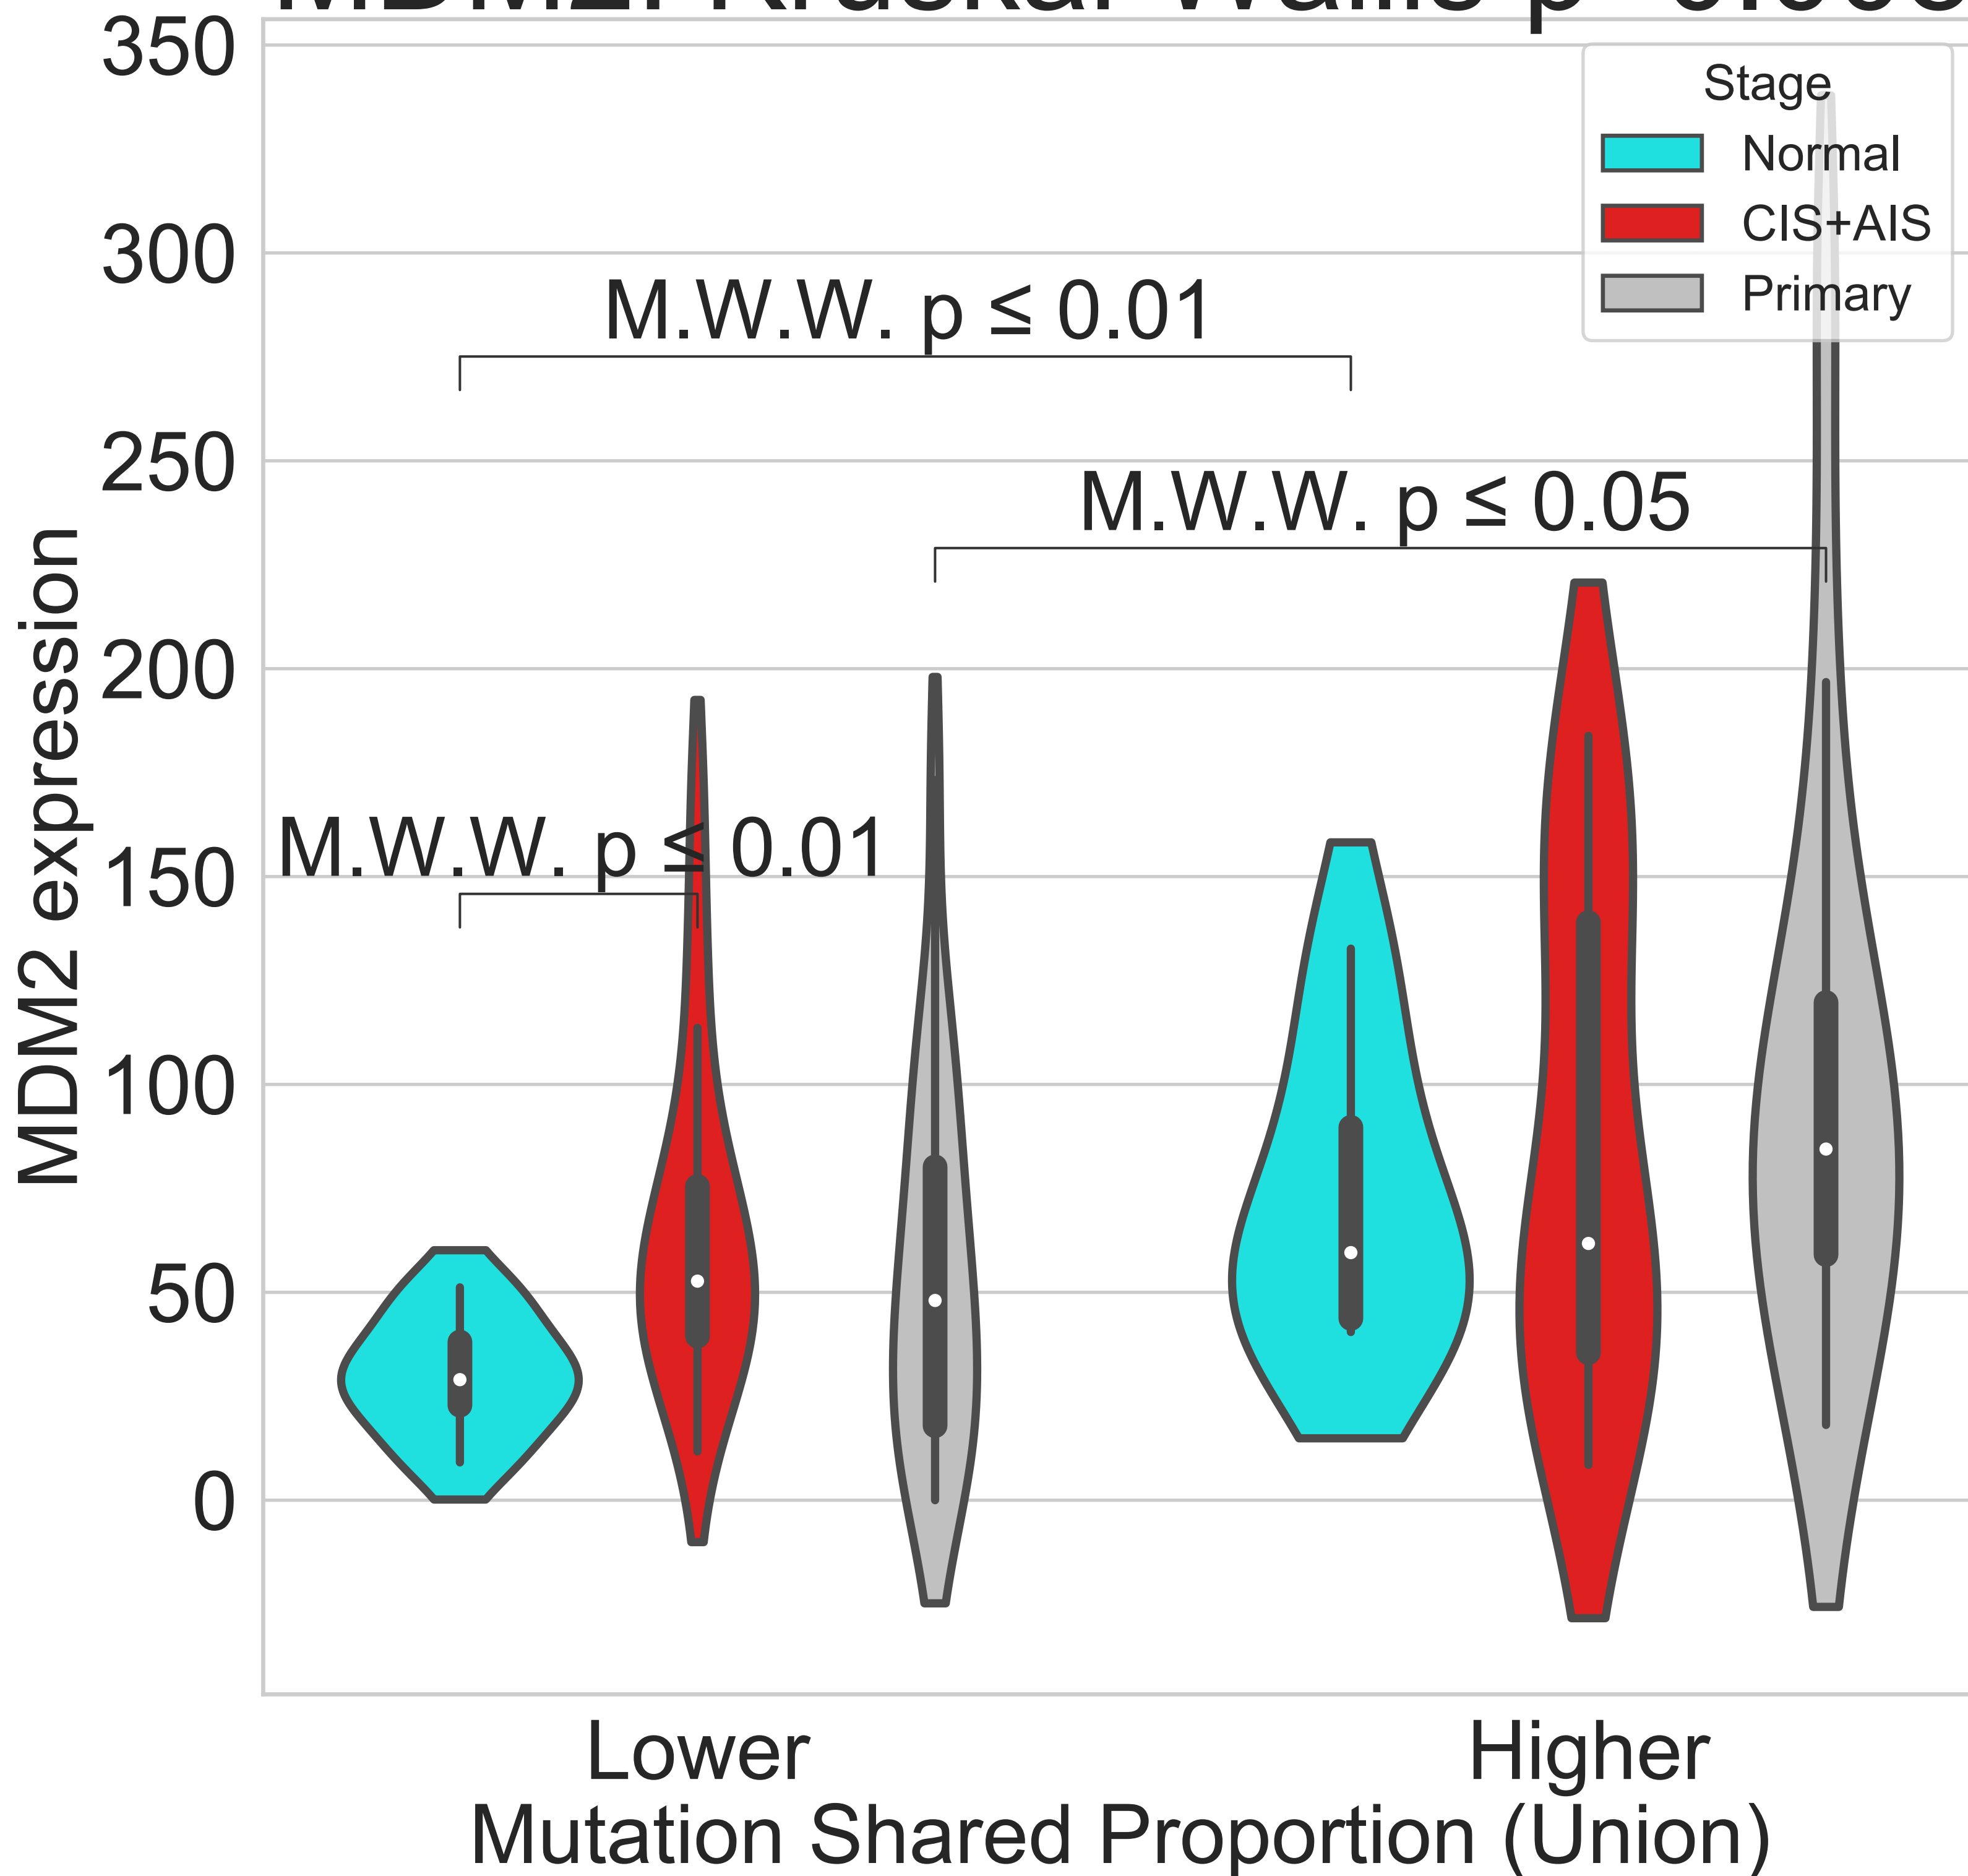 350
300
250
200
150
100
50
0
MDM2 expression
Stage
Normal
CIS+AIS
Primary
M.W.W. p ≤ 0.01
M.W.W. p ≤ 0.05
M.W.W. p ≤ 0.01
Lower
Higher
Mutation Shared Proportion (Union)